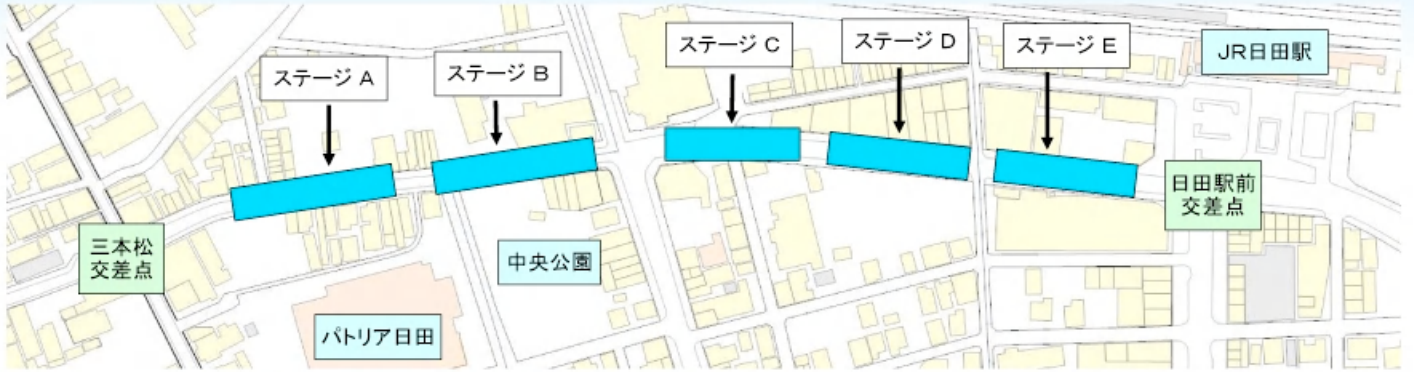 ステージ A
ステージ B
ステージ C
ステージ D
ステージ E
JR日田駅
三本松
交差点
パトリア日田
中央公園
日田駅前
交差点